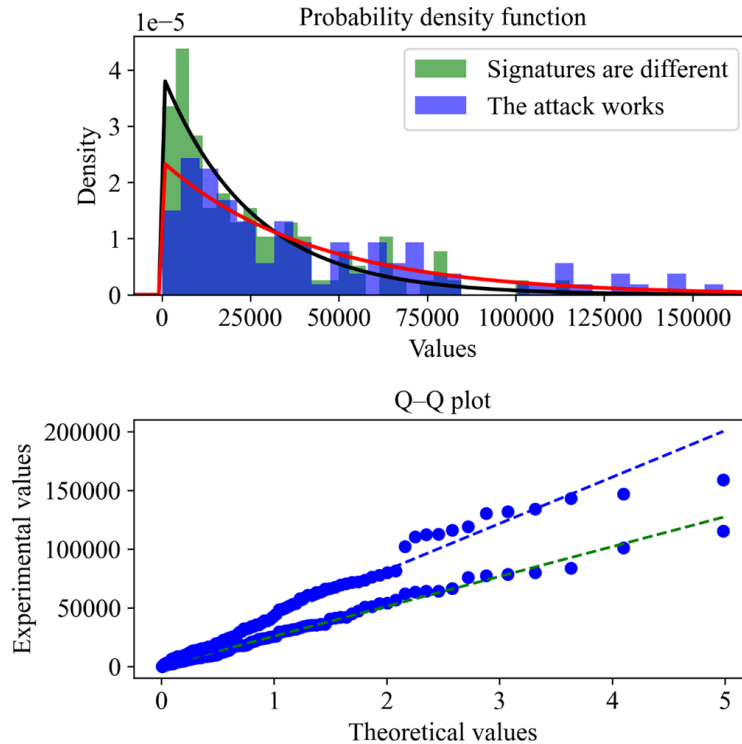 Probability density function
1e−5
Signatures are different
The attack works
4
3
2
1
0
Density
0 25000 50000 75000 100000 125000 150000
Values
Q–Q plot
200000
150000
100000
50000
0
Experimental values
0 1 2 3 4 5
Theoretical values